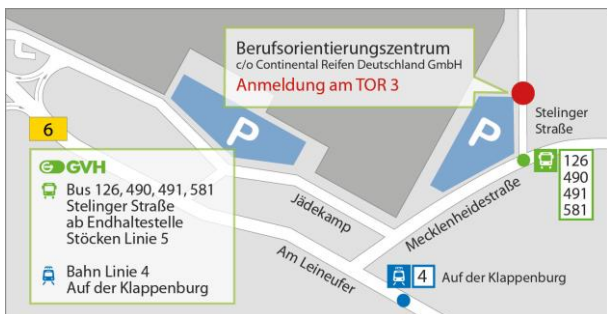 Berufsorientierungszentrum
c/o Continental Reifen Deutschland GmbH
Anmeldung am TOR 3
P
P
Stelinger
Straße
6
GVH
Bus 126, 490, 491, 581
Stelinger Straße
ab Endhaltestelle
Stöcken Linie 5
Bahn Linie 4
Auf der Klappenburg
126
490
491
581
Jädekamp
Mecklenheidestraße
Am Leineufer
4 Auf der Klappenburg